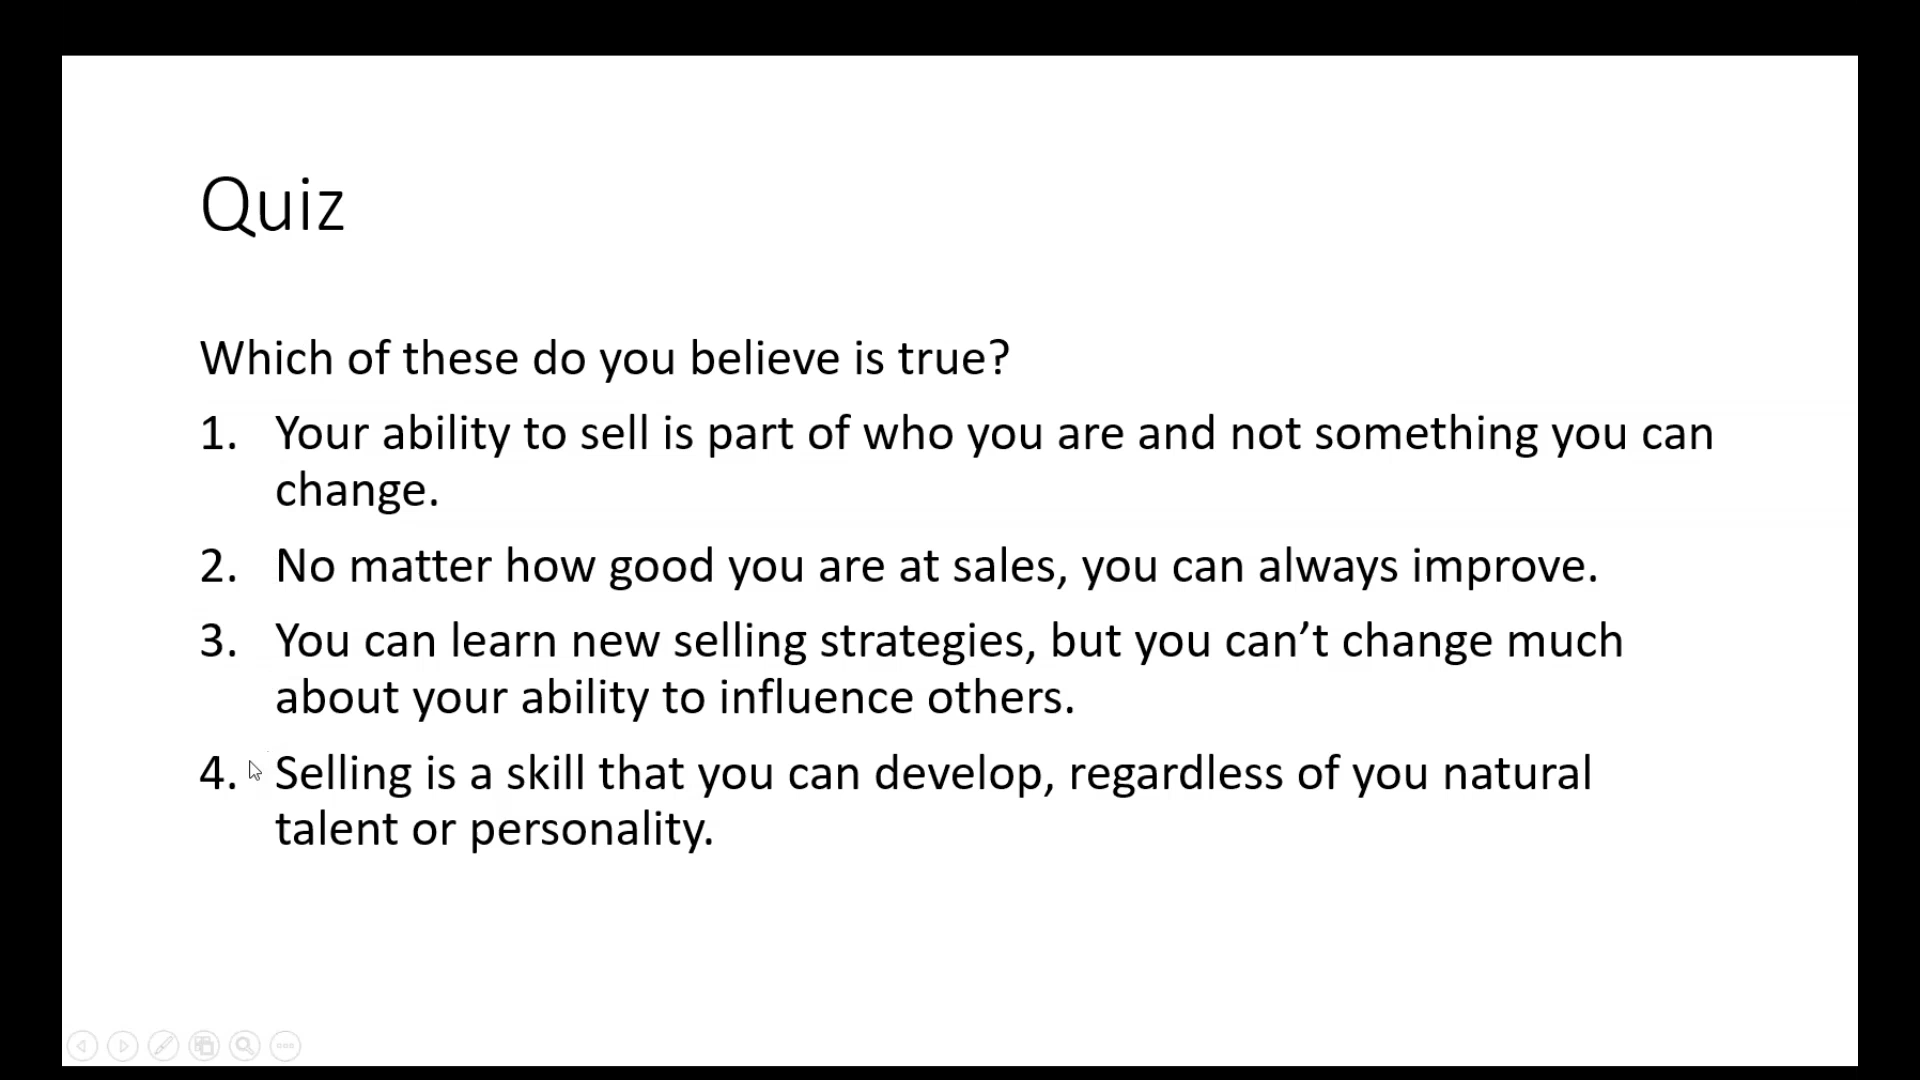 Quiz
Which of these do you believe is true?
1. Your ability to sell is part of who you are and not something you can
change.
2. No matter how good you are at sales, you can always improve.
3. You can learn new selling strategies, but you can’t change much
about your ability to influence others.
4. Selling is a skill that you can develop, regardless of you natural
talent or personality.